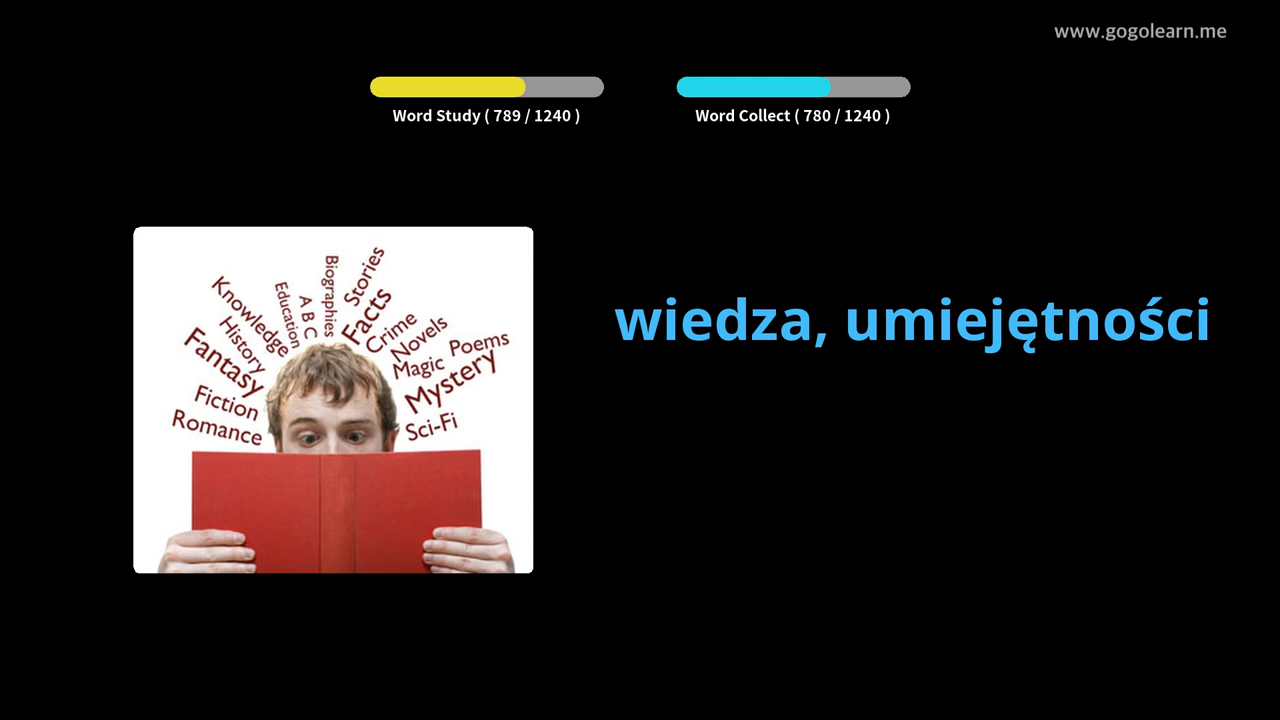 www.gogolearn.me
Word Study ( 789 / 1240 )
Word Collect ( 780 / 1240 )
wiedza, umiejętności
Romance
Fiction
Fantasy
History
Knowledge
Education
A B C
Biographies
Stories
Facts
Crime
Novels
Magic
Poems
Mystery
Sci-Fi